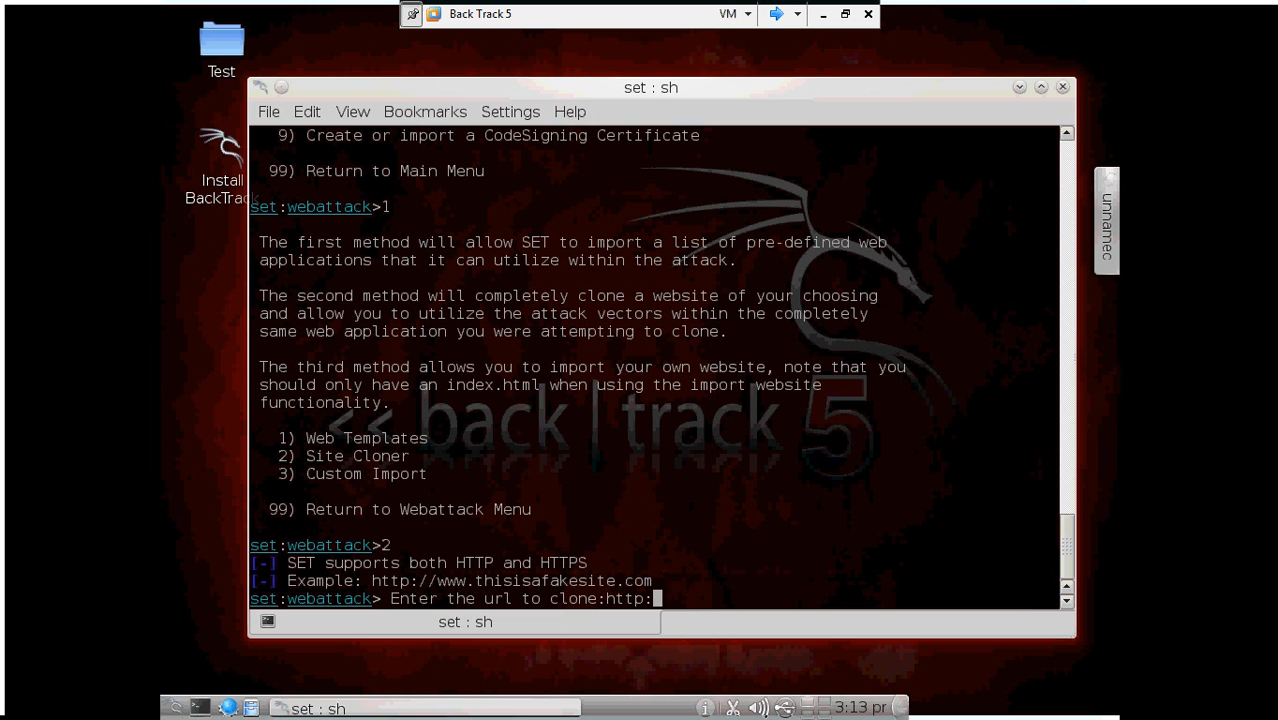 Back Track 5
VM
Test
set : sh
File Edit View Bookmarks Settings Help
9) Create or import a CodeSigning Certificate
99) Return to Main Menu
Install
BackTrac
set:webattack>1
unnamec
The first method will allow SET to import a list of pre-defined web
applications that it can utilize within the attack.
The second method will completely clone a website of your choosing
and allow you to utilize the attack vectors within the completely
same web application you were attempting to clone.
The third method allows you to import your own website, note that you
should only have an index.html when using the import website
functionality.
<< back | track 5
1) Web Templates
2) Site Cloner
3) Custom Import
99) Return to Webattack Menu
set:webattack>2
[-] SET supports both HTTP and HTTPS
[-] Example: http://www.thisisafakesite.com
set:webattack> Enter the url to clone:http:
set : sh
set : sh
3:13 pr